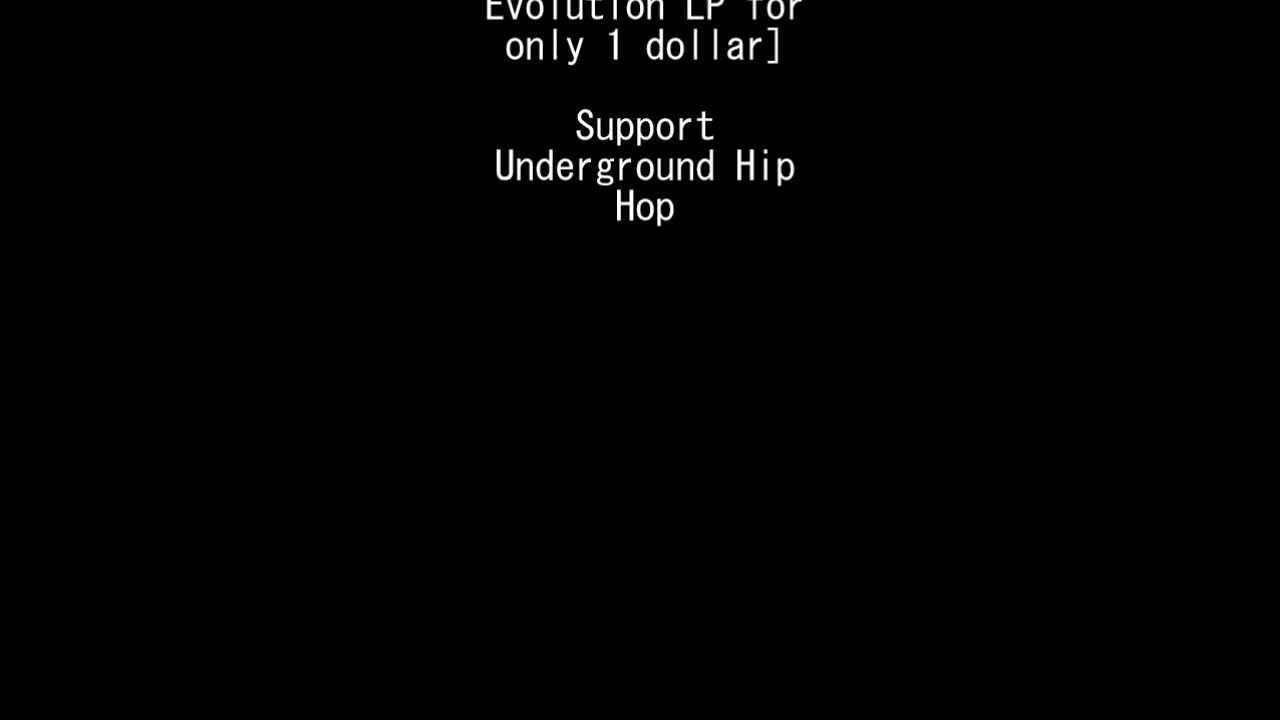 Evolution LP for
only 1 dollar]
Support
Underground Hip
Hop